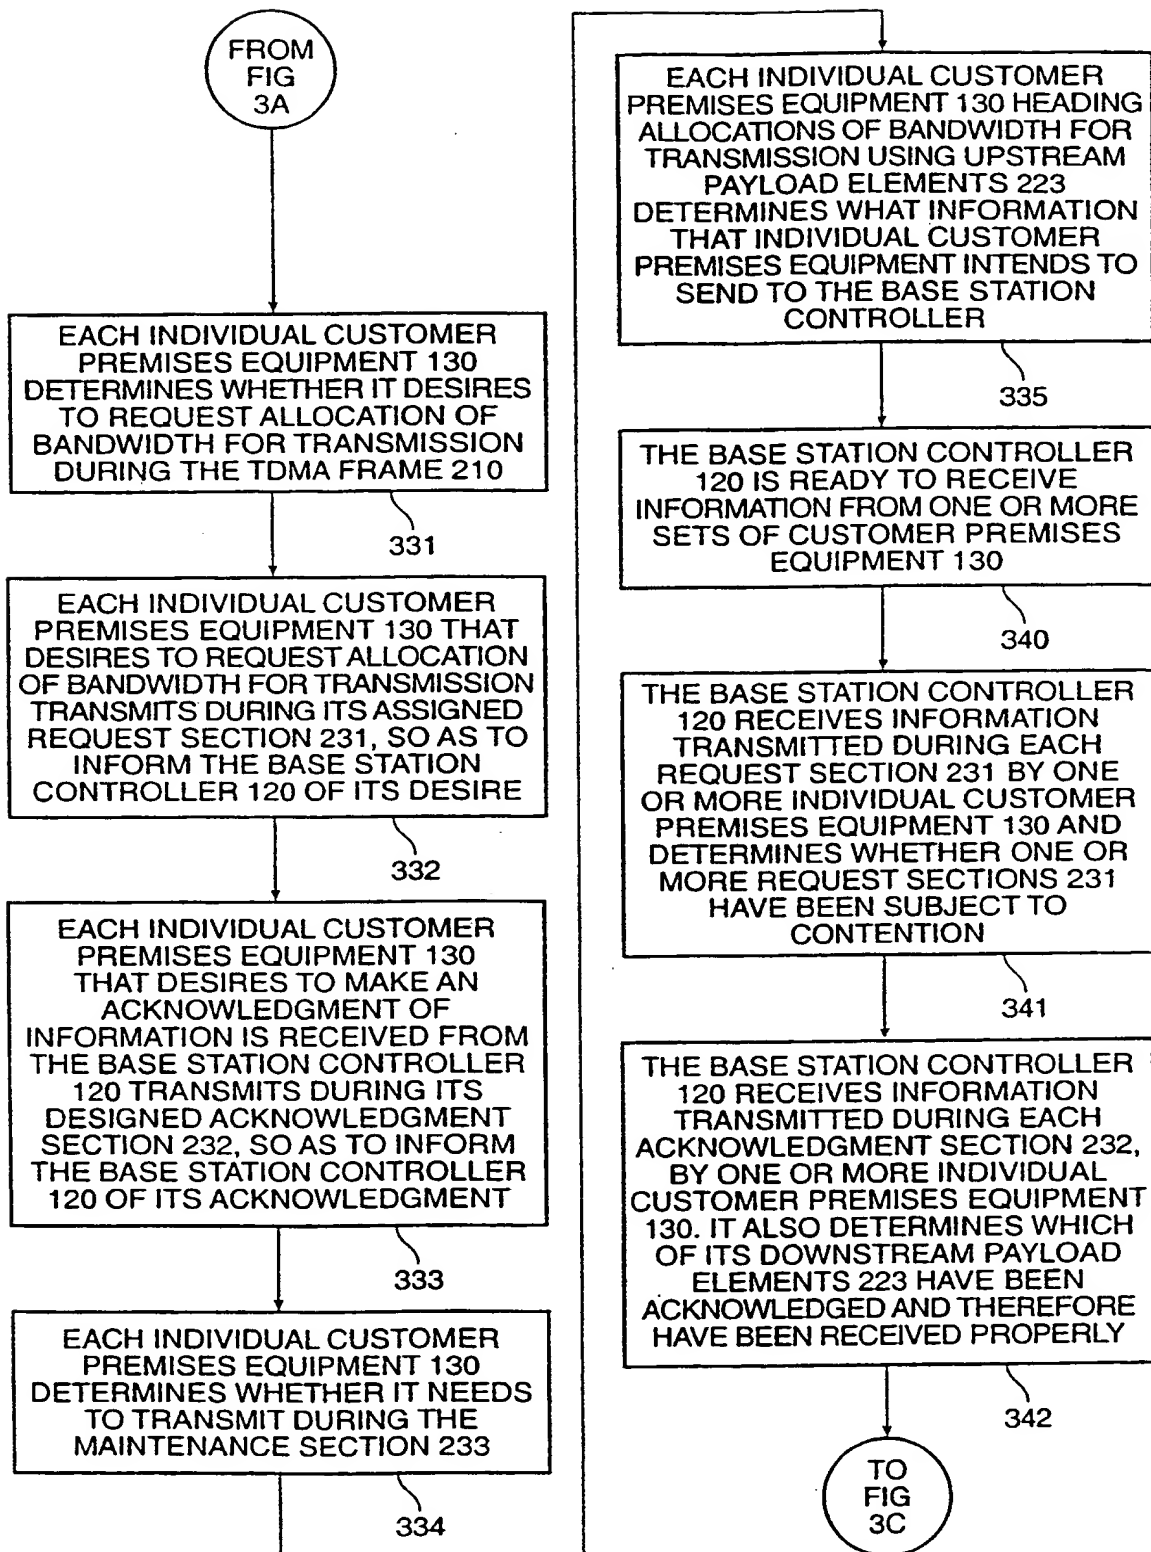 FROM
FIG
3A
EACH INDIVIDUAL CUSTOMER
PREMISES EQUIPMENT 130
DETERMINES WHETHER IT DESIRES
TO REQUEST ALLOCATION OF
BANDWIDTH FOR TRANSMISSION
DURING THE TDMA FRAME 210
331
EACH INDIVIDUAL CUSTOMER
PREMISES EQUIPMENT 130 THAT
DESIRES TO REQUEST ALLOCATION
OF BANDWIDTH FOR TRANSMISSION
TRANSMITS DURING ITS ASSIGNED
REQUEST SECTION 231, SO AS TO
INFORM THE BASE STATION
CONTROLLER 120 OF ITS DESIRE
332
EACH INDIVIDUAL CUSTOMER
PREMISES EQUIPMENT 130
THAT DESIRES TO MAKE AN
ACKNOWLEDGMENT OF
INFORMATION IS RECEIVED FROM
THE BASE STATION CONTROLLER
120 TRANSMITS DURING ITS
DESIGNED ACKNOWLEDGMENT
SECTION 232, SO AS TO INFORM
THE BASE STATION CONTROLLER
120 OF ITS ACKNOWLEDGMENT
333
EACH INDIVIDUAL CUSTOMER
PREMISES EQUIPMENT 130
DETERMINES WHETHER IT NEEDS
TO TRANSMIT DURING THE
MAINTENANCE SECTION 233
334
EACH INDIVIDUAL CUSTOMER
PREMISES EQUIPMENT 130 HEADING
ALLOCATIONS OF BANDWIDTH FOR
TRANSMISSION USING UPSTREAM
PAYLOAD ELEMENTS 223
DETERMINES WHAT INFORMATION
THAT INDIVIDUAL CUSTOMER
PREMISES EQUIPMENT INTENDS TO
SEND TO THE BASE STATION
CONTROLLER
335
THE BASE STATION CONTROLLER
120 IS READY TO RECEIVE
INFORMATION FROM ONE OR MORE
SETS OF CUSTOMER PREMISES
EQUIPMENT 130
340
THE BASE STATION CONTROLLER
120 RECEIVES INFORMATION
TRANSMITTED DURING EACH
REQUEST SECTION 231 BY ONE
OR MORE INDIVIDUAL CUSTOMER
PREMISES EQUIPMENT 130 AND
DETERMINES WHETHER ONE OR
MORE REQUEST SECTIONS 231
HAVE BEEN SUBJECT TO
CONTENTION
341
THE BASE STATION CONTROLLER
120 RECEIVES INFORMATION
TRANSMITTED DURING EACH
ACKNOWLEDGMENT SECTION 232,
BY ONE OR MORE INDIVIDUAL
CUSTOMER PREMISES EQUIPMENT
130. IT ALSO DETERMINES WHICH
OF ITS DOWNSTREAM PAYLOAD
ELEMENTS 223 HAVE BEEN
ACKNOWLEDGED AND THEREFORE
HAVE BEEN RECEIVED PROPERLY
342
TO
FIG
3C